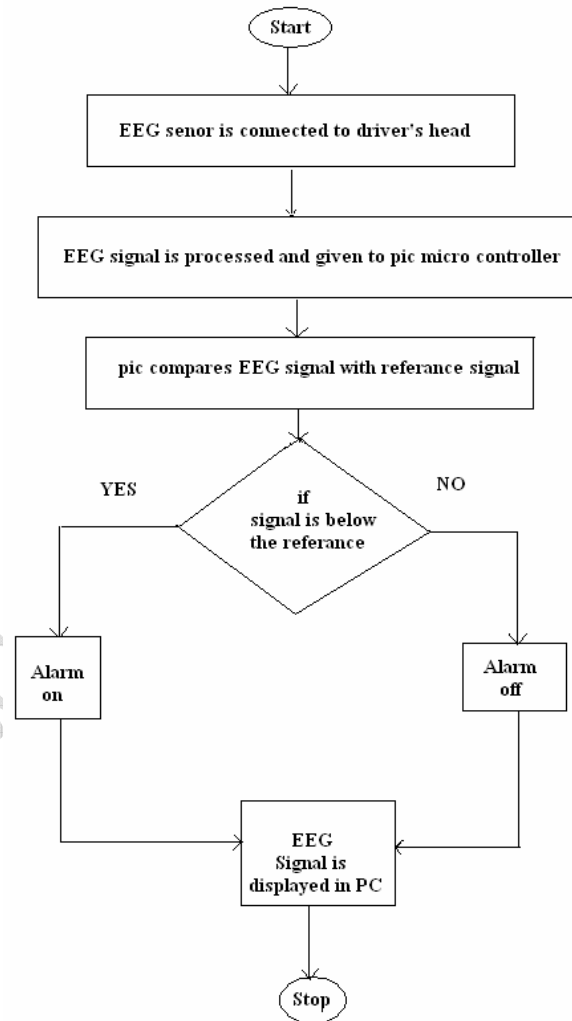 Start
EEG senor is connected to driver's head
EEG signal is processed and given to pic micro controller
pic compares EEG signal with referance signal
YES
NO
if
signal is below
the referance
Alarm
on
Alarm
off
EEG
Signal is
displayed in PC
Stop